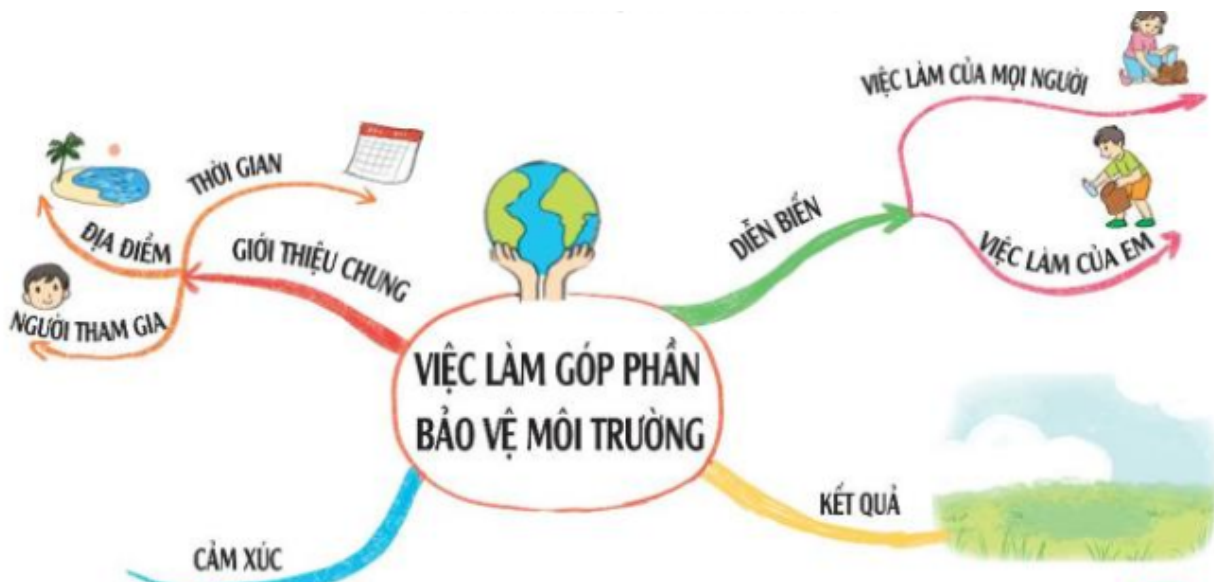 VIỆC LÀM CỦA MỌI NGƯỜI
THỜI GIAN
ĐỊA ĐIỂM
GIỚI THIỆU CHUNG
NGƯỜI THAM GIA
DIỄN BIẾN
VIỆC LÀM CỦA EM
VIỆC LÀM GÓP PHẦN
BẢO VỆ MÔI TRƯỜNG
KẾT QUẢ
CẢM XÚC